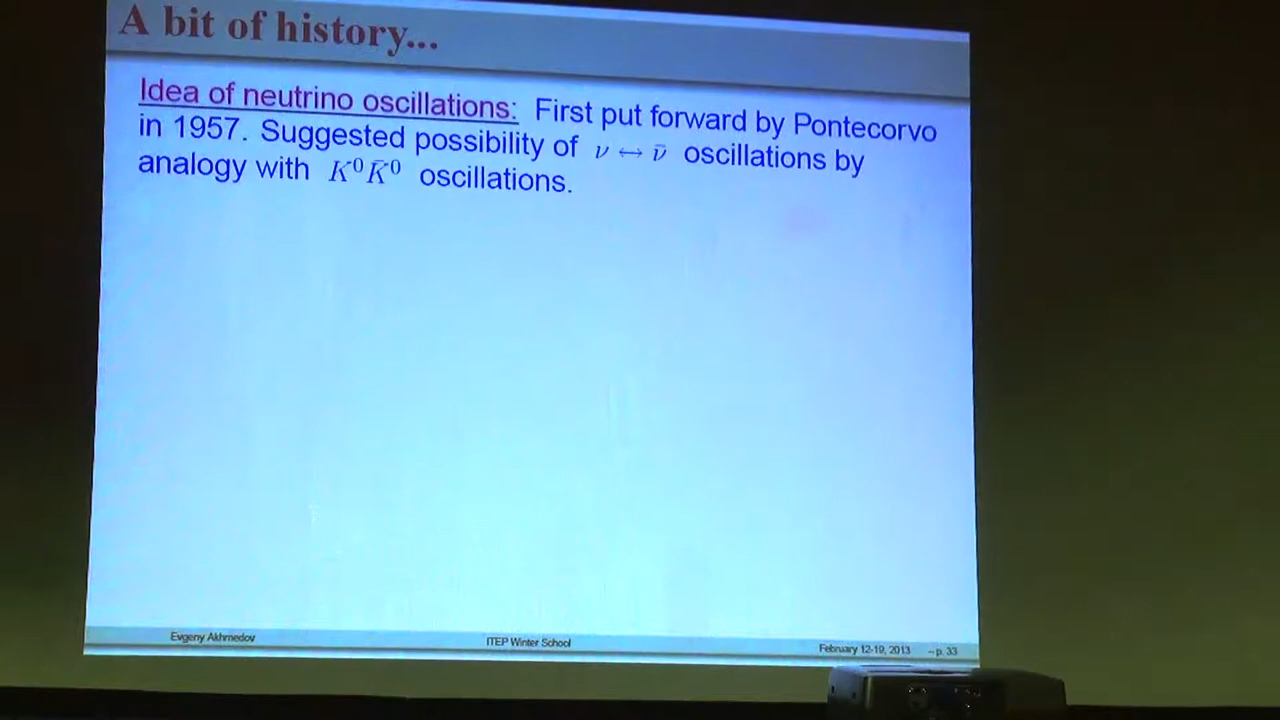 A bit of history...
Idea of neutrino oscillations: First put forward by Pontecorvo
in 1957. Suggested possibility of ν ↔ ν̄ oscillations by
analogy with K⁰K̄⁰ oscillations.
Evgeny Akhmedov ITEP Winter School February 12-19, 2013 – p. 33